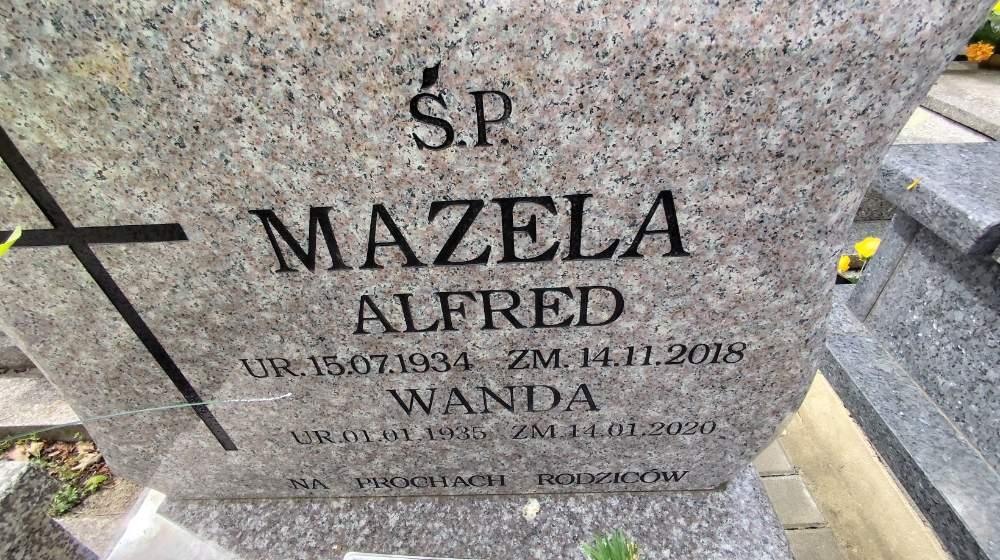 Ś.P.
MAZELA
ALFRED
UR.15.07.1934 ZM.14.11.2018
WANDA
UR.01.01.1935 ZM.14.01.2020
NA PROCHACH RODZICÓW